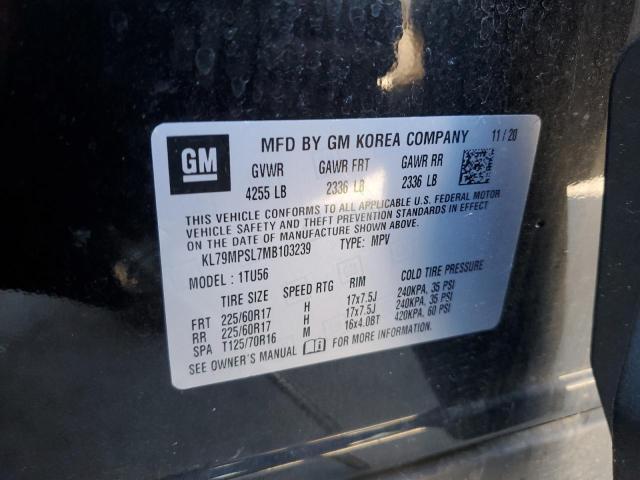 GM
MFD BY GM KOREA COMPANY 11/20
GVWR GAWR FRT GAWR RR
4255 LB 2336 LB 2336 LB
THIS VEHICLE CONFORMS TO ALL APPLICABLE U.S. FEDERAL MOTOR
VEHICLE SAFETY AND THEFT PREVENTION STANDARDS IN EFFECT
ON THE DATE OF MANUFACTURE SHOWN ABOVE.
KL79MPSL7MB103239 TYPE: MPV
MODEL: 1TU56
TIRE SIZE SPEED RTG RIM COLD TIRE PRESSURE
FRT 225/60R17 H 17x7.5J 240KPA, 35 PSI
RR 225/60R17 H 17x7.5J 240KPA, 35 PSI
SPA T125/70R16 M 16x4.0BT 420KPA, 60 PSI
SEE OWNER'S MANUAL FOR MORE INFORMATION.